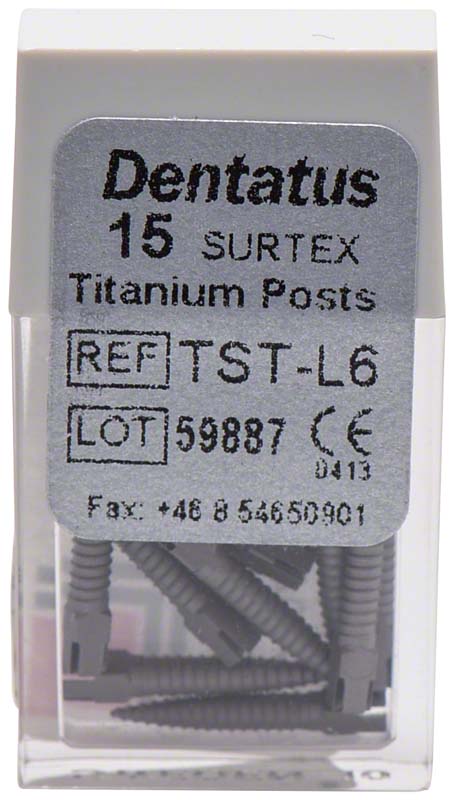 Dentatus
15 SURTEX
Titanium Posts
REF TST-L6
LOT 59887 CE
0413
Fax: +46 8 54650901